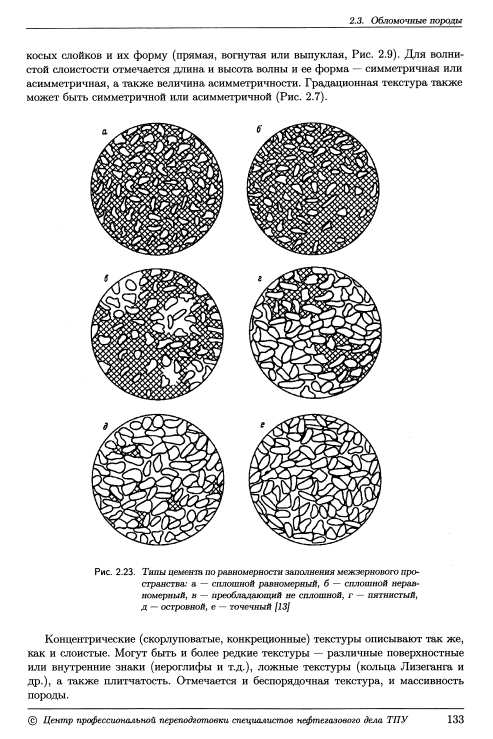 2.3. Обломочные породы
косых слойков и их форму (прямая, вогнутая или выпуклая, Рис. 2.9). Для волни-
стой слоистости отмечается длина и высота волны и ее форма — симметричная или
асимметричная, а также величина асимметричности. Градационная текстура также
может быть симметричной или асимметричной (Рис. 2.7).
а
б
в
г
д
е
Рис. 2.23. Типы цемента по равномерности заполнения межзернового про-
странства: а — сплошной равномерный, б — сплошной нерав-
номерный, в — преобладающий не сплошной, г — пятнистый,
д — островной, е — точечный [13]
Концентрические (скорлуповатые, конкреционные) текстуры описывают так же,
как и слоистые. Могут быть и более редкие текстуры — различные поверхностные
или внутренние знаки (иероглифы и т.д.), ложные текстуры (кольца Лизеганга и
др.), а также плитчатость. Отмечается и беспорядочная текстура, и массивность
породы.
© Центр профессиональной переподготовки специалистов нефтегазового дела ТПУ 133